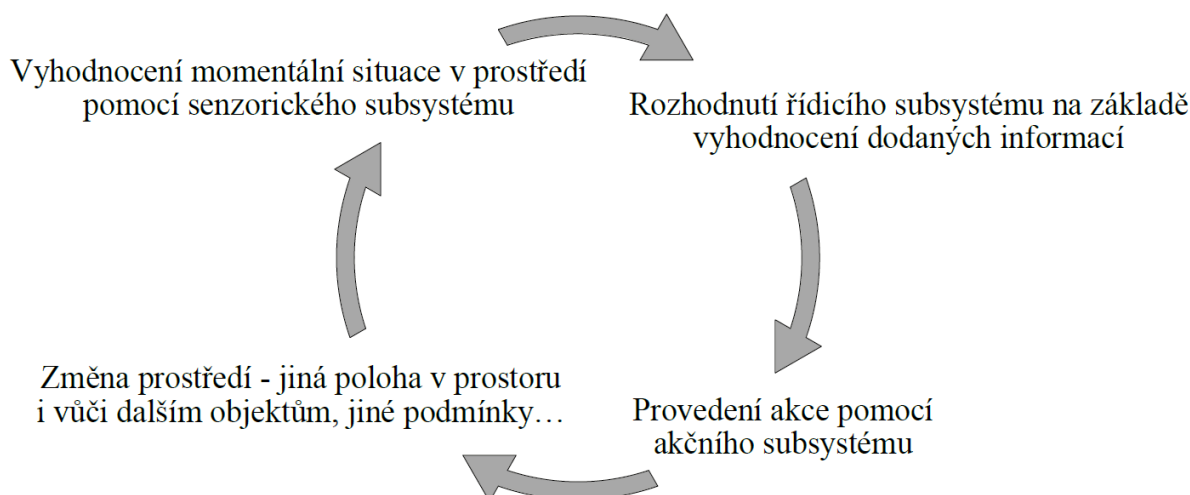 Vyhodnocení momentální situace v prostředí
pomocí senzorického subsystému
Rozhodnutí řídicího subsystému na základě
vyhodnocení dodaných informací
Provedení akce pomocí
akčního subsystému
Změna prostředí - jiná poloha v prostoru
i vůči dalším objektům, jiné podmínky…